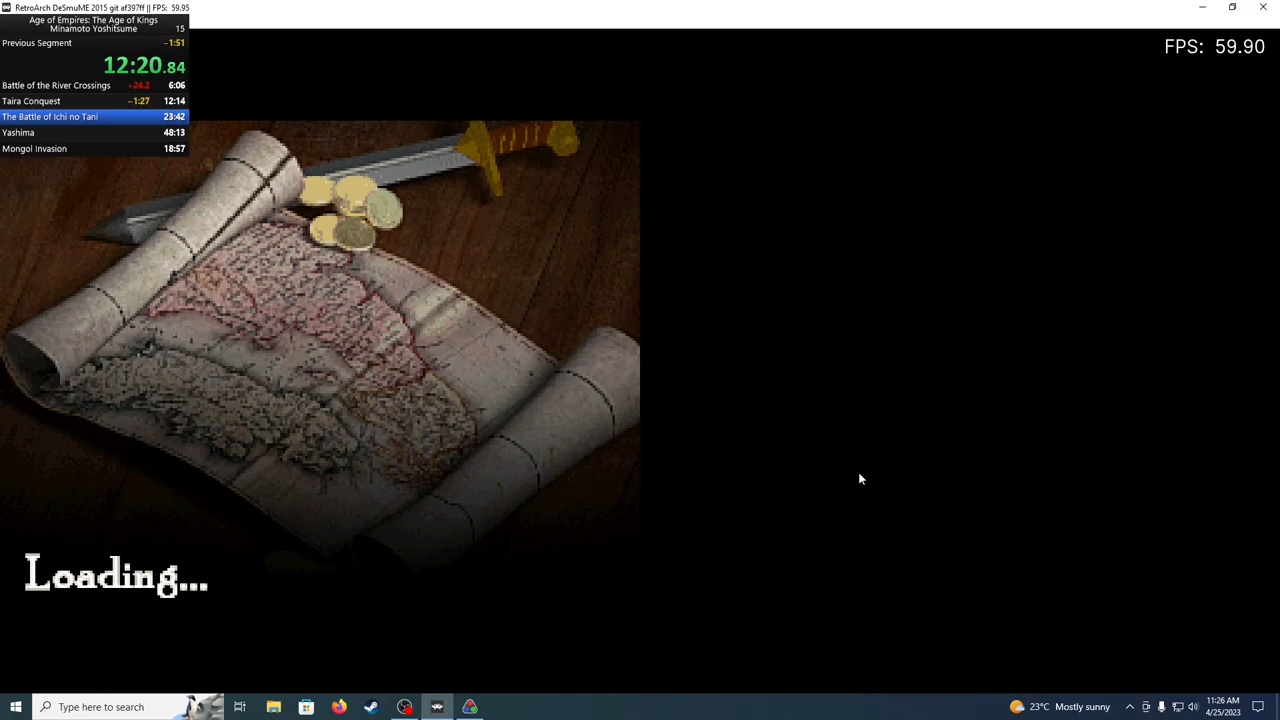 RetroArch DeSmuME 2015 git af397ff || FPS: 59.95
Age of Empires: The Age of Kings
Minamoto Yoshitsume 15
Previous Segment −1:51
12:20.84
Battle of the River Crossings +24.2 6:06
Taira Conquest −1:27 12:14
The Battle of Ichi no Tani 23:42
Yashima 48:13
Mongol Invasion 18:57
FPS: 59.90
Loading...
Type here to search
23°C Mostly sunny
11:26 AM
4/25/2023